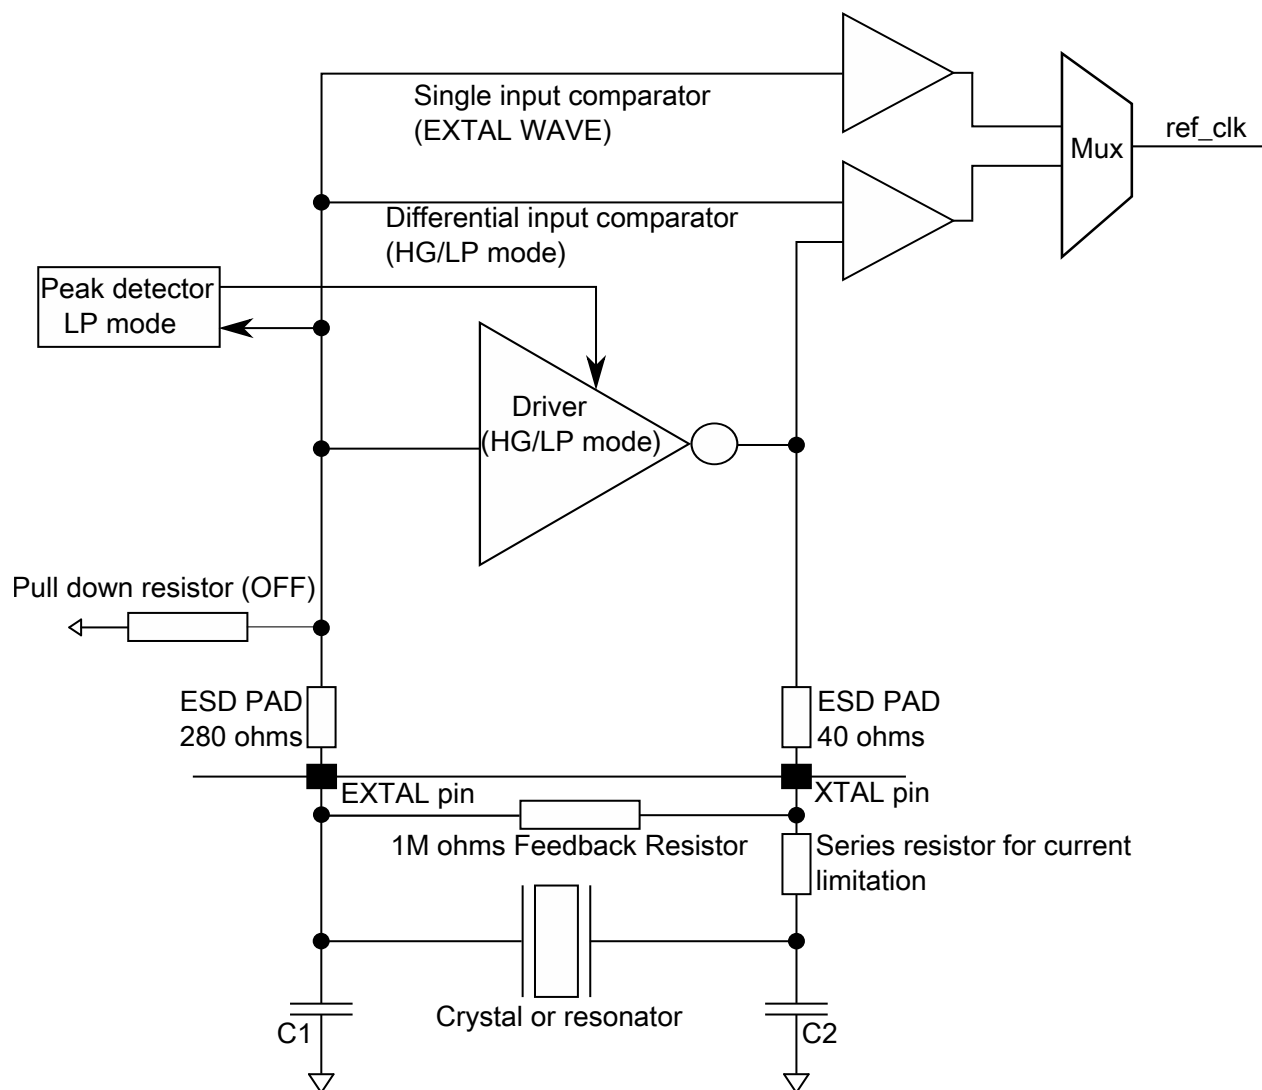 Single input comparator
(EXTAL WAVE)
Mux
ref_clk
Differential input comparator
(HG/LP mode)
Peak detector
LP mode
Driver
(HG/LP mode)
Pull down resistor (OFF)
ESD PAD
280 ohms
ESD PAD
40 ohms
EXTAL pin
XTAL pin
1M ohms Feedback Resistor
Series resistor for current
limitation
Crystal or resonator
C1
C2